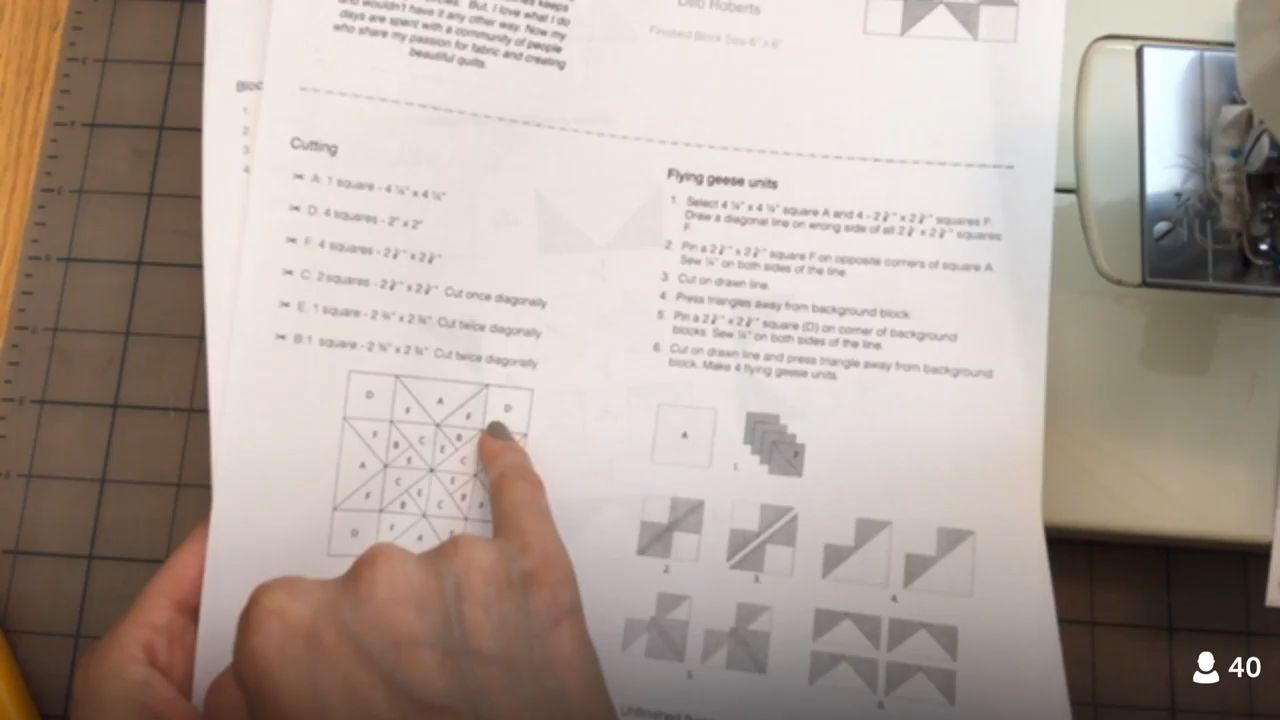 and wouldn't have it any other way. Now my
days are spent with a community of people
who share my passion for fabric and creating
beautiful quilts.
Deb Roberts
Finished Block Size 6" x 6"
Cutting
A: 1 square - 4 ¼" x 4 ¼"
D: 4 squares - 2" x 2"
F: 4 squares - 2 ⅜" x 2 ⅜"
C: 2 squares - 2 ⅜" x 2 ⅜" Cut once diagonally
E: 1 square - 2 ¾" x 2 ¾" Cut twice diagonally
B: 1 square - 2 ¾" x 2 ¾" Cut twice diagonally
Flying geese units
1. Select 4 ¼" x 4 ¼" square A and 4 - 2 ⅜" x 2 ⅜" squares F.
Draw a diagonal line on wrong side of all 2 ⅜" x 2 ⅜" squares
F.
2. Pin a 2 ⅜" x 2 ⅜" square F on opposite corners of square A.
Sew ¼" on both sides of the line.
3. Cut on drawn line.
4. Press triangles away from background block.
5. Pin a 2 ⅜" x 2 ⅜" square (D) on corner of background
blocks. Sew ¼" on both sides of the line.
6. Cut on drawn line and press triangle away from background
block. Make 4 flying geese units.
D A D
F F
F B C E B
A E C
F C E E B A
B C
D F A
A F
1.
2. 3. 4.
5. 6.
40